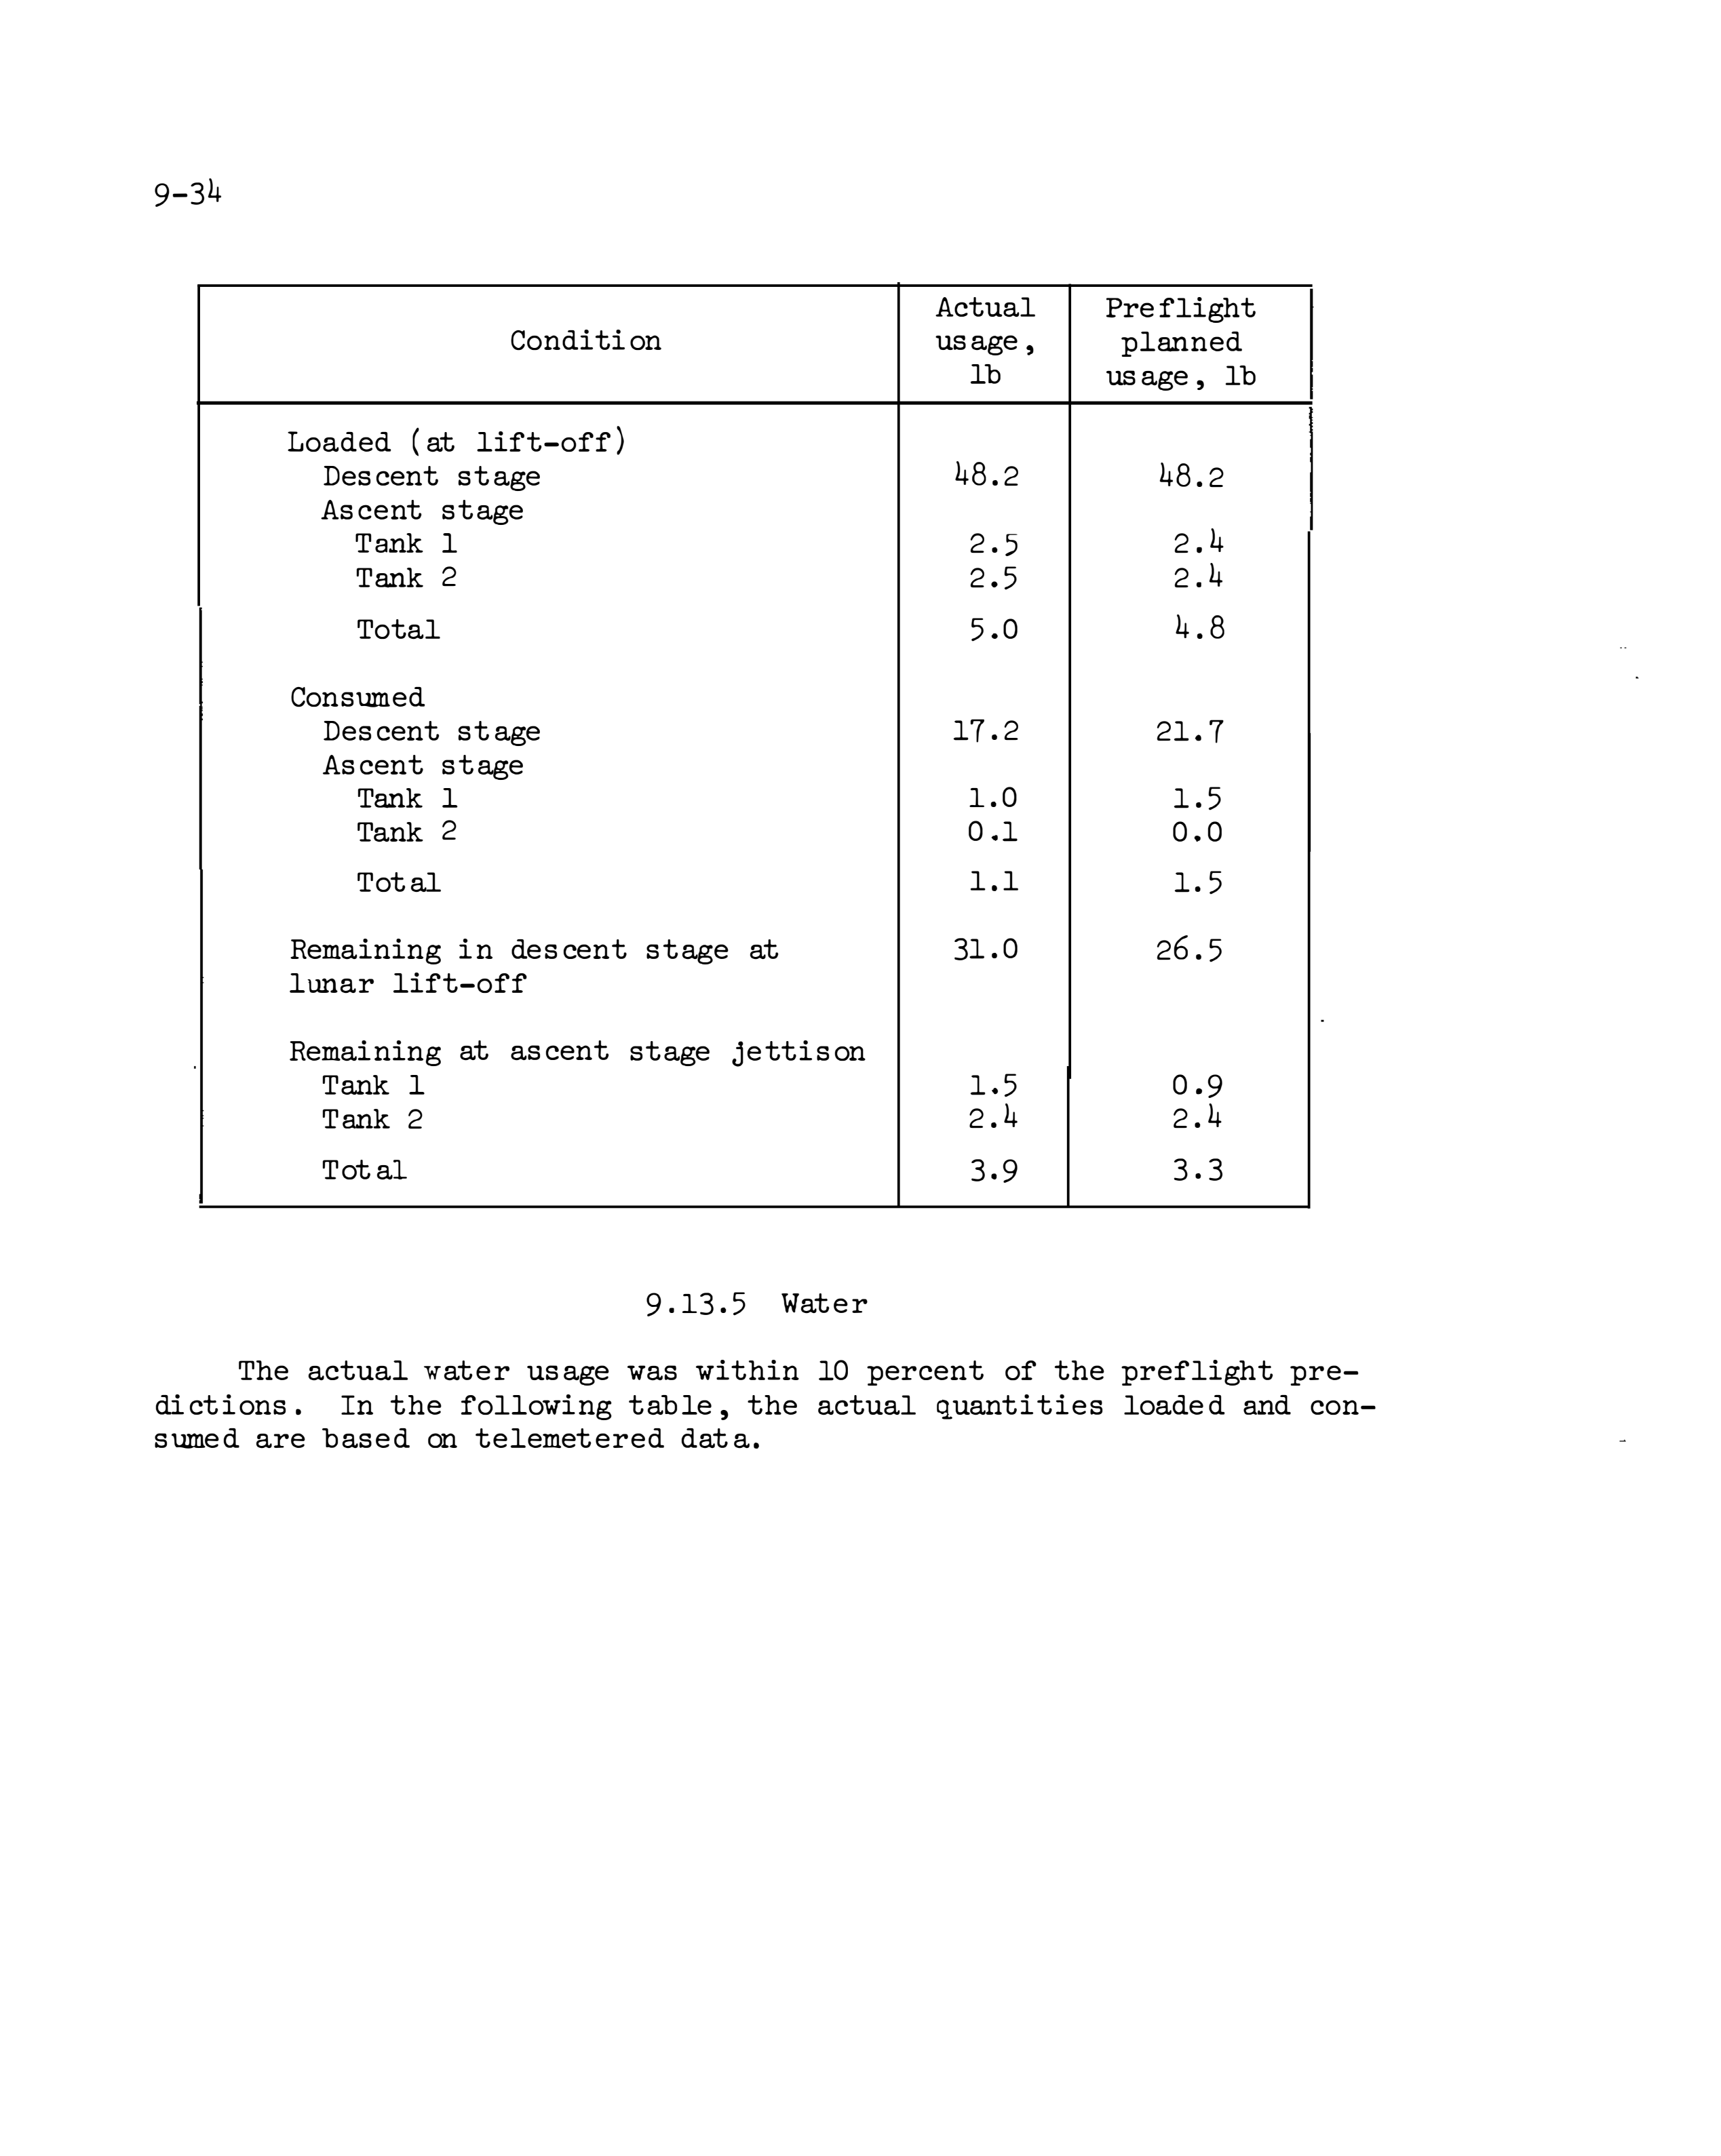 9-34
Condition
Actual usage, lb
Preflight planned usage, lb
Loaded (at lift-off)
Descent stage 48.2 48.2
Ascent stage
Tank 1 2.5 2.4
Tank 2 2.5 2.4
Total 5.0 4.8
Consumed
Descent stage 17.2 21.7
Ascent stage
Tank 1 1.0 1.5
Tank 2 0.1 0.0
Total 1.1 1.5
Remaining in descent stage at 31.0 26.5
lunar lift-off
Remaining at ascent stage jettison
Tank 1 1.5 0.9
Tank 2 2.4 2.4
Total 3.9 3.3
9.13.5 Water
The actual water usage was within 10 percent of the preflight pre-
dictions. In the following table, the actual quantities loaded and con-
sumed are based on telemetered data.